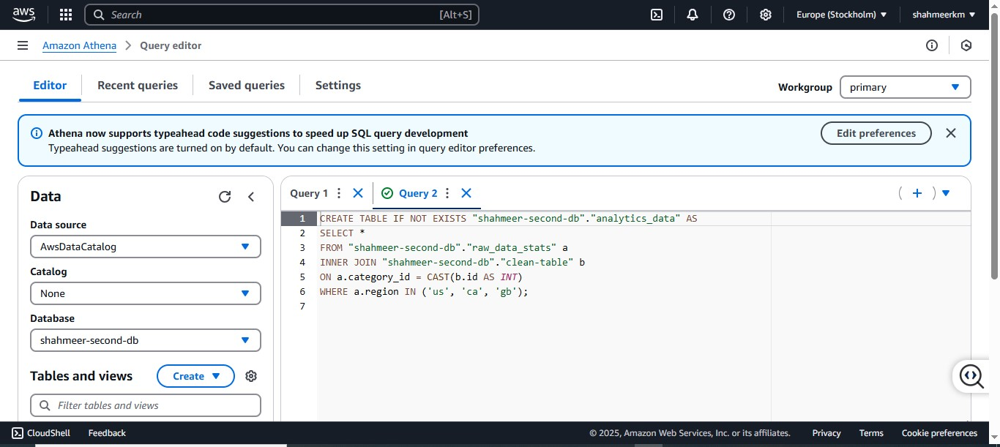 aws
Search [Alt+S]
Europe (Stockholm)
shahmeerkm
Amazon Athena > Query editor
Editor
Recent queries
Saved queries
Settings
Workgroup
primary
Athena now supports typeahead code suggestions to speed up SQL query development
Typeahead suggestions are turned on by default. You can change this setting in query editor preferences.
Edit preferences
Data
Data source
AwsDataCatalog
Catalog
None
Database
shahmeer-second-db
Tables and views
Create
Filter tables and views
Query 1
Query 2
1 CREATE TABLE IF NOT EXISTS "shahmeer-second-db"."analytics_data" AS
2 SELECT *
3 FROM "shahmeer-second-db"."raw_data_stats" a
4 INNER JOIN "shahmeer-second-db"."clean-table" b
5 ON a.category_id = CAST(b.id AS INT)
6 WHERE a.region IN ('us', 'ca', 'gb');
7
CloudShell
Feedback
© 2025, Amazon Web Services, Inc. or its affiliates.
Privacy
Terms
Cookie preferences